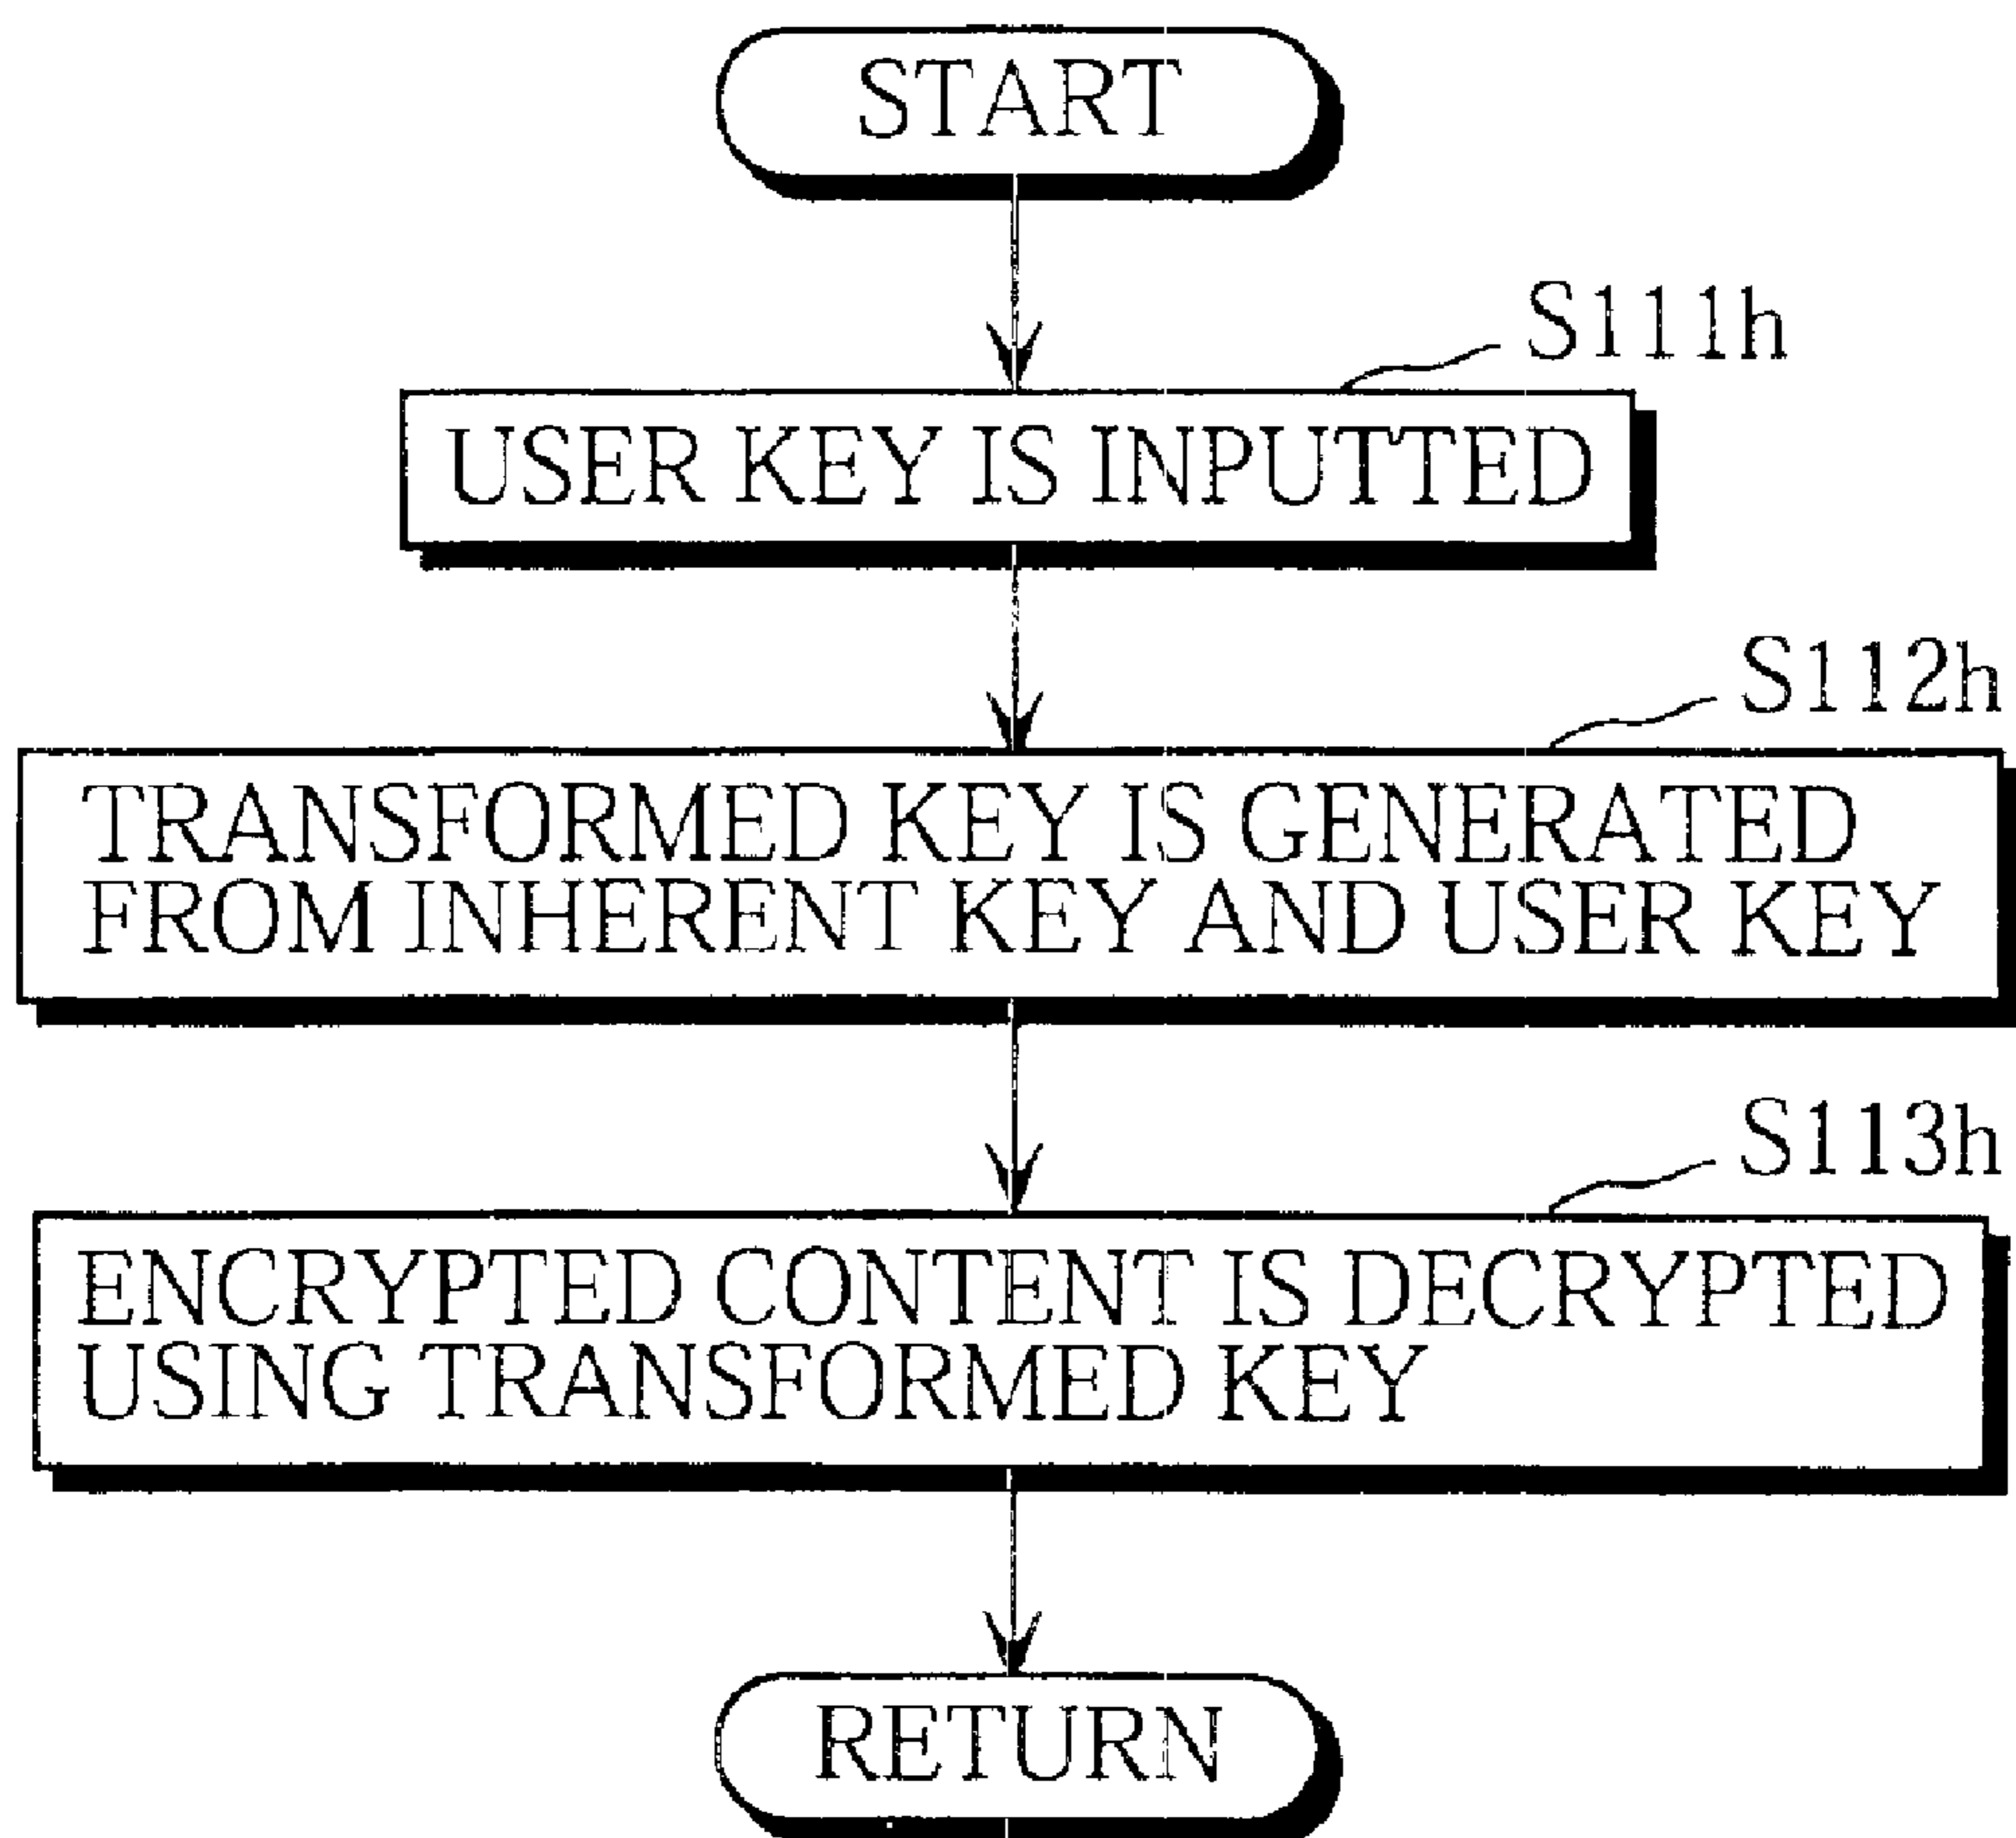 START
S111h
USER KEY IS INPUTTED
S112h
TRANSFORMED KEY IS GENERATED
FROM INHERENT KEY AND USER KEY
S113h
ENCRYPTED CONTENT IS DECRYPTED
USING TRANSFORMED KEY
RETURN